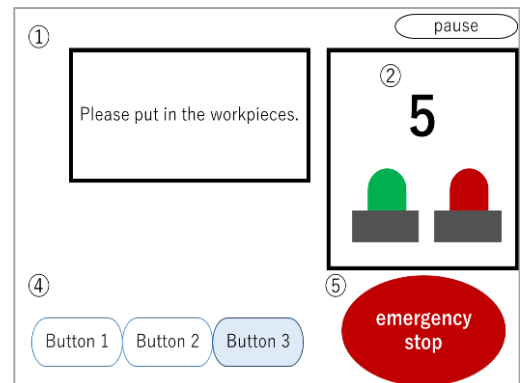 pause
①
Please put in the workpieces.
②
5
④
Button 1 Button 2 Button 3
⑤
emergency
stop